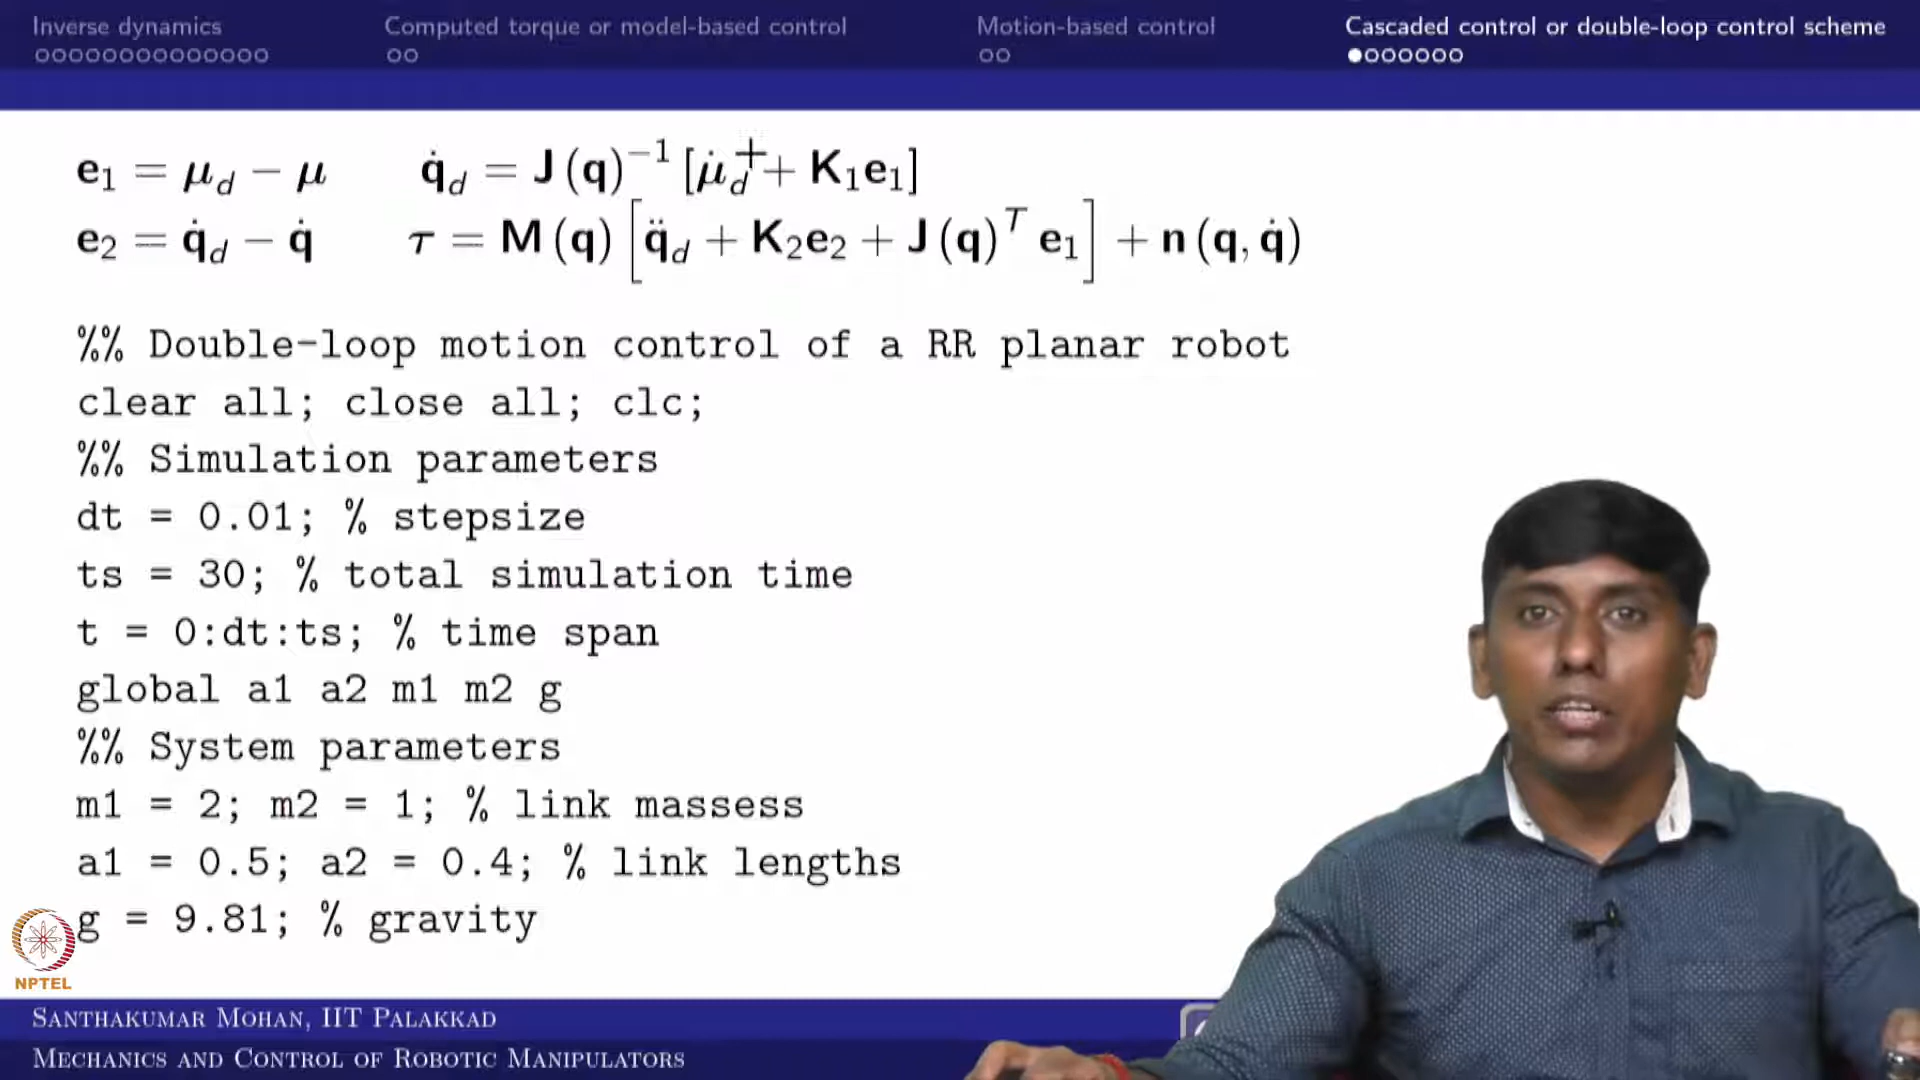 Inverse dynamics
Computed torque or model-based control
Motion-based control
Cascaded control or double-loop control scheme
e₁ = μ_d − μ    q̇_d = J(q)⁻¹ [μ̇_d + K₁e₁]
e₂ = q̇_d − q̇    τ = M(q) [q̈_d + K₂e₂ + J(q)ᵀ e₁] + n(q, q̇)
%% Double-loop motion control of a RR planar robot
clear all; close all; clc;
%% Simulation parameters
dt = 0.01; % stepsize
ts = 30; % total simulation time
t = 0:dt:ts; % time span
global a1 a2 m1 m2 g
%% System parameters
m1 = 2; m2 = 1; % link massess
a1 = 0.5; a2 = 0.4; % link lengths
g = 9.81; % gravity
NPTEL
Santhakumar Mohan, IIT Palakkad
Mechanics and Control of Robotic Manipulators